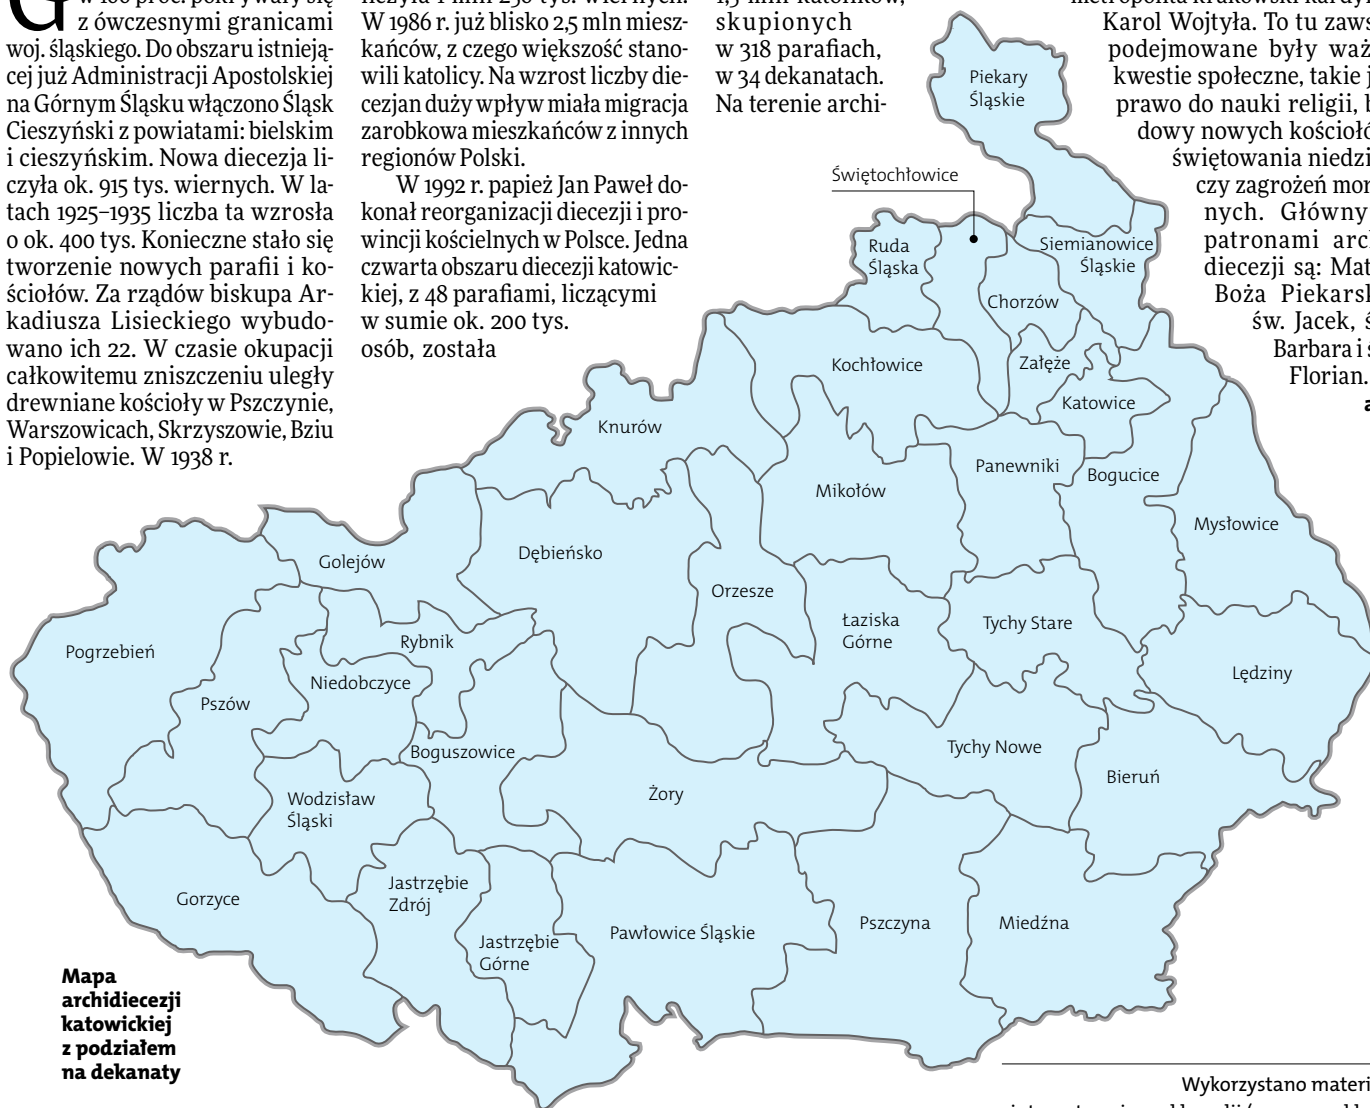 z ówczesnymi granicami
woj. śląskiego. Do obszaru istnieją-
cej już Administracji Apostolskiej
na Górnym Śląsku włączono Śląsk
Cieszyński z powiatami: bielskim
i cieszyńskim. Nowa diecezja li-
czyła ok. 915 tys. wiernych. W la-
tach 1925–1935 liczba ta wzrosła
o ok. 400 tys. Konieczne stało się
tworzenie nowych parafii i ko-
ściołów. Za rządów biskupa Ar-
kadiusza Lisieckiego wybudo-
wano ich 22. W czasie okupacji
całkowitemu zniszczeniu uległy
drewniane kościoły w Pszczynie,
Warszowicach, Skrzyszowie, Bziu
i Popielowie. W 1938 r.
W 1986 r. już blisko 2,5 mln miesz-
kańców, z czego większość stano-
wili katolicy. Na wzrost liczby die-
cezjan duży wpływ miała migracja
zarobkowa mieszkańców z innych
regionów Polski.
W 1992 r. papież Jan Paweł do-
konał reorganizacji diecezji i pro-
wincji kościelnych w Polsce. Jedna
czwarta obszaru diecezji katowic-
kiej, z 48 parafiami, liczącymi
w sumie ok. 200 tys.
osób, została
skupionych
w 318 parafiach,
w 34 dekanatach.
Na terenie archi-
Karol Wojtyła. To tu
podejmowane były
kwestie społeczne, takie
prawo do nauki religii,
dowy nowych
świętowania
czy zagrożeń
nych.
patronami
diecezji są:
Boża
św. Jacek,
Barbara i
Florian.
Piekary
Śląskie
Świętochłowice
Ruda
Śląska
Siemianowice
Śląskie
Chorzów
Kochłowice
Załęże
Katowice
Knurów
Panewniki
Bogucice
Mikołów
Mysłowice
Dębieńsko
Golejów
Orzesze
Łaziska
Górne
Tychy Stare
Rybnik
Pogrzebień
Lędziny
Niedobczyce
Pszów
Tychy Nowe
Boguszowice
Bieruń
Żory
Wodzisław
Śląski
Jastrzębie
Zdrój
Gorzyce
Pszczyna
Miedźna
Pawłowice Śląskie
Jastrzębie
Górne
Mapa
archidiecezji
katowickiej
z podziałem
na dekanaty
Wykorzystano